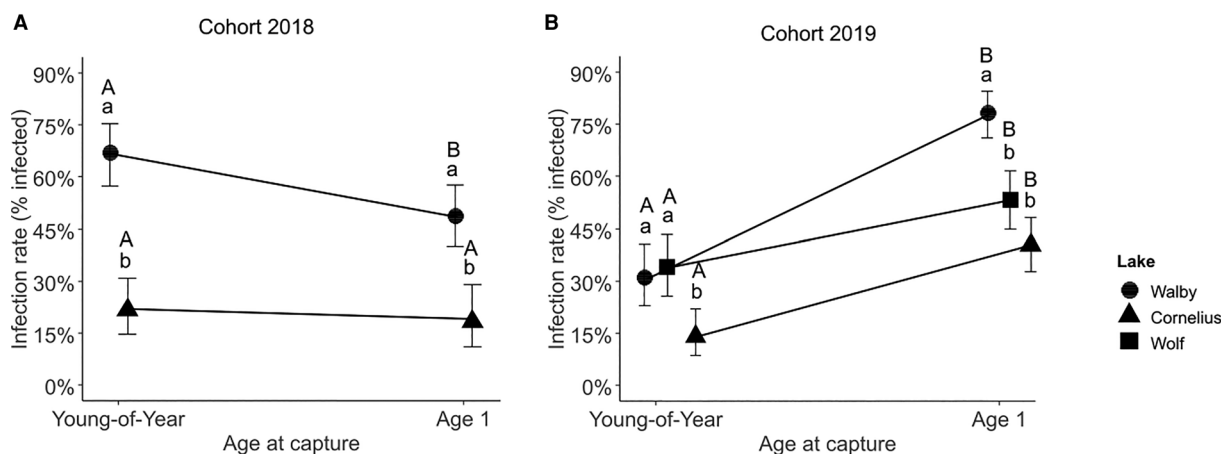 A
Cohort 2018
Infection rate (% infected)
90%
75%
60%
45%
30%
15%
0%
A
a
B
a
A
b
A
b
Young-of-Year
Age 1
Age at capture
B
Cohort 2019
Infection rate (% infected)
90%
75%
60%
45%
30%
15%
0%
A
a
A
a
A
b
B
a
B
b
B
b
Young-of-Year
Age 1
Age at capture
Lake
Walby
Cornelius
Wolf